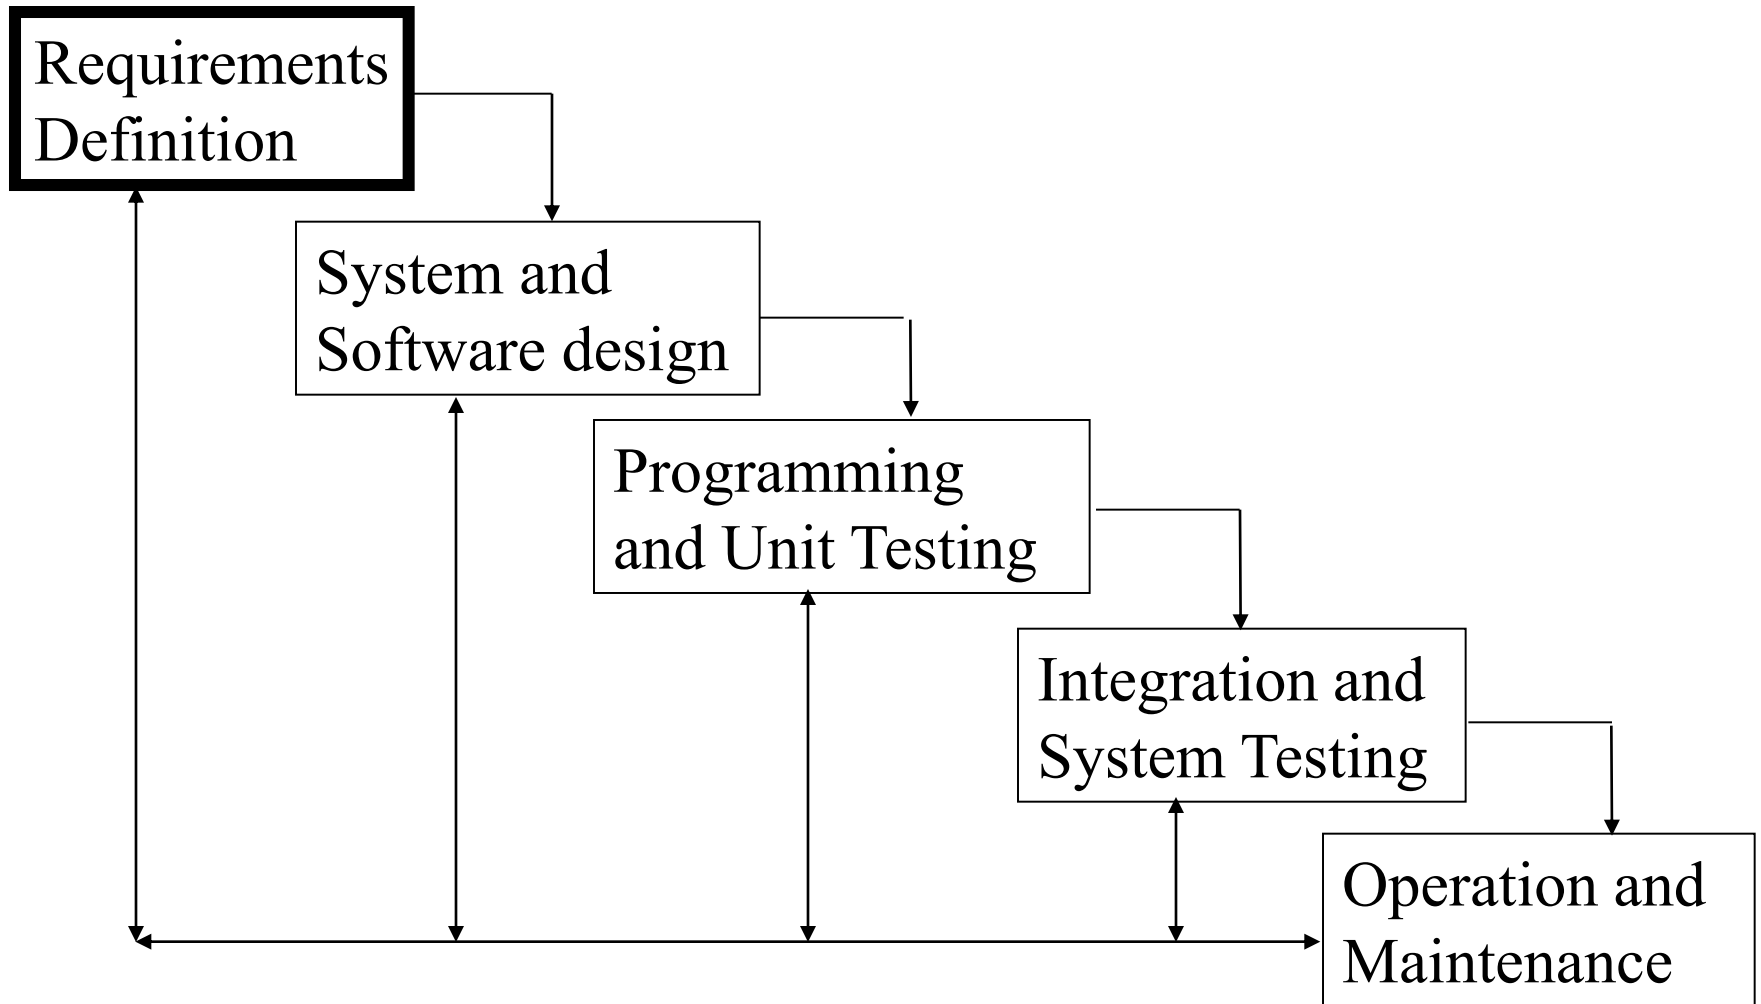 Requirements
Definition
System and
Software design
Programming
and Unit Testing
Integration and
System Testing
Operation and
Maintenance